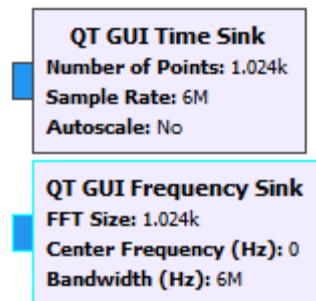 QT GUI Time Sink
Number of Points: 1.024k
Sample Rate: 6M
Autoscale: No
QT GUI Frequency Sink
FFT Size: 1.024k
Center Frequency (Hz): 0
Bandwidth (Hz): 6M